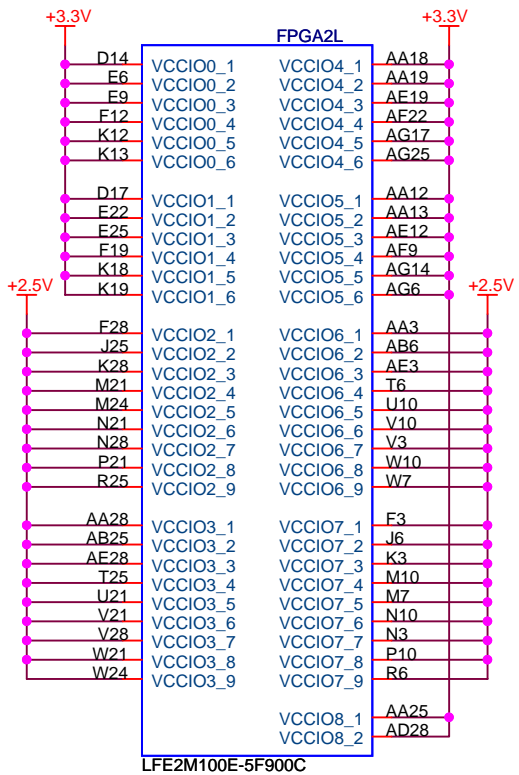 +3.3V +3.3V
FPGA2L
D14 VCCIO0_1 VCCIO4_1 AA18
E6 VCCIO0_2 VCCIO4_2 AA19
E9 VCCIO0_3 VCCIO4_3 AE19
F12 VCCIO0_4 VCCIO4_4 AF22
K12 VCCIO0_5 VCCIO4_5 AG17
K13 VCCIO0_6 VCCIO4_6 AG25
D17 VCCIO1_1 VCCIO5_1 AA12
E22 VCCIO1_2 VCCIO5_2 AA13
E25 VCCIO1_3 VCCIO5_3 AE12
F19 VCCIO1_4 VCCIO5_4 AF9
K18 VCCIO1_5 VCCIO5_5 AG14
K19 VCCIO1_6 VCCIO5_6 AG6
+2.5V +2.5V
F28 VCCIO2_1 VCCIO6_1 AA3
J25 VCCIO2_2 VCCIO6_2 AB6
K28 VCCIO2_3 VCCIO6_3 AE3
M21 VCCIO2_4 VCCIO6_4 T6
M24 VCCIO2_5 VCCIO6_5 U10
N21 VCCIO2_6 VCCIO6_6 V10
N28 VCCIO2_7 VCCIO6_7 V3
P21 VCCIO2_8 VCCIO6_8 W10
R25 VCCIO2_9 VCCIO6_9 W7
AA28 VCCIO3_1 VCCIO7_1 F3
AB25 VCCIO3_2 VCCIO7_2 J6
AE28 VCCIO3_3 VCCIO7_3 K3
T25 VCCIO3_4 VCCIO7_4 M10
U21 VCCIO3_5 VCCIO7_5 M7
V21 VCCIO3_6 VCCIO7_6 N10
V28 VCCIO3_7 VCCIO7_7 N3
W21 VCCIO3_8 VCCIO7_8 P10
W24 VCCIO3_9 VCCIO7_9 R6
VCCIO8_1 AA25
VCCIO8_2 AD28
LFE2M100E-5F900C